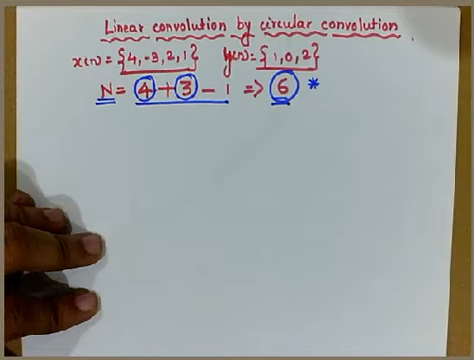 Linear convolution by circular convolution.
x(n) = {4, -3, 2, 1} y(n) = {1, 0, 2}
N = 4 + 3 - 1 => 6 *